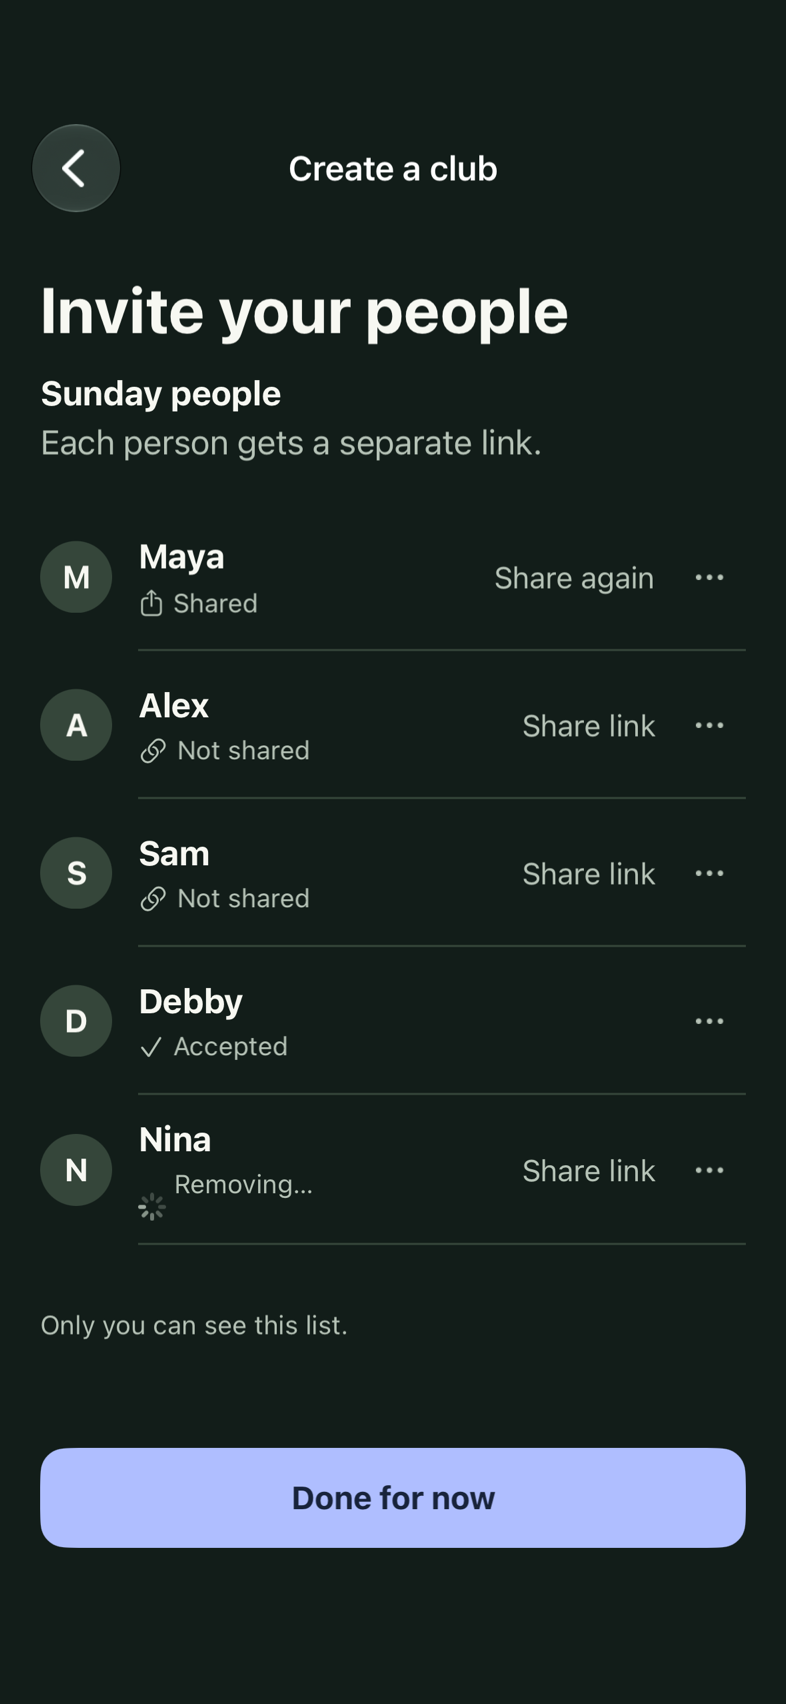 Create a club
Invite your people
Sunday people
Each person gets a separate link.
M
Maya
Shared
Share again
A
Alex
Not shared
Share link
S
Sam
Not shared
Share link
D
Debby
Accepted
N
Nina
Removing...
Share link
Only you can see this list.
Done for now